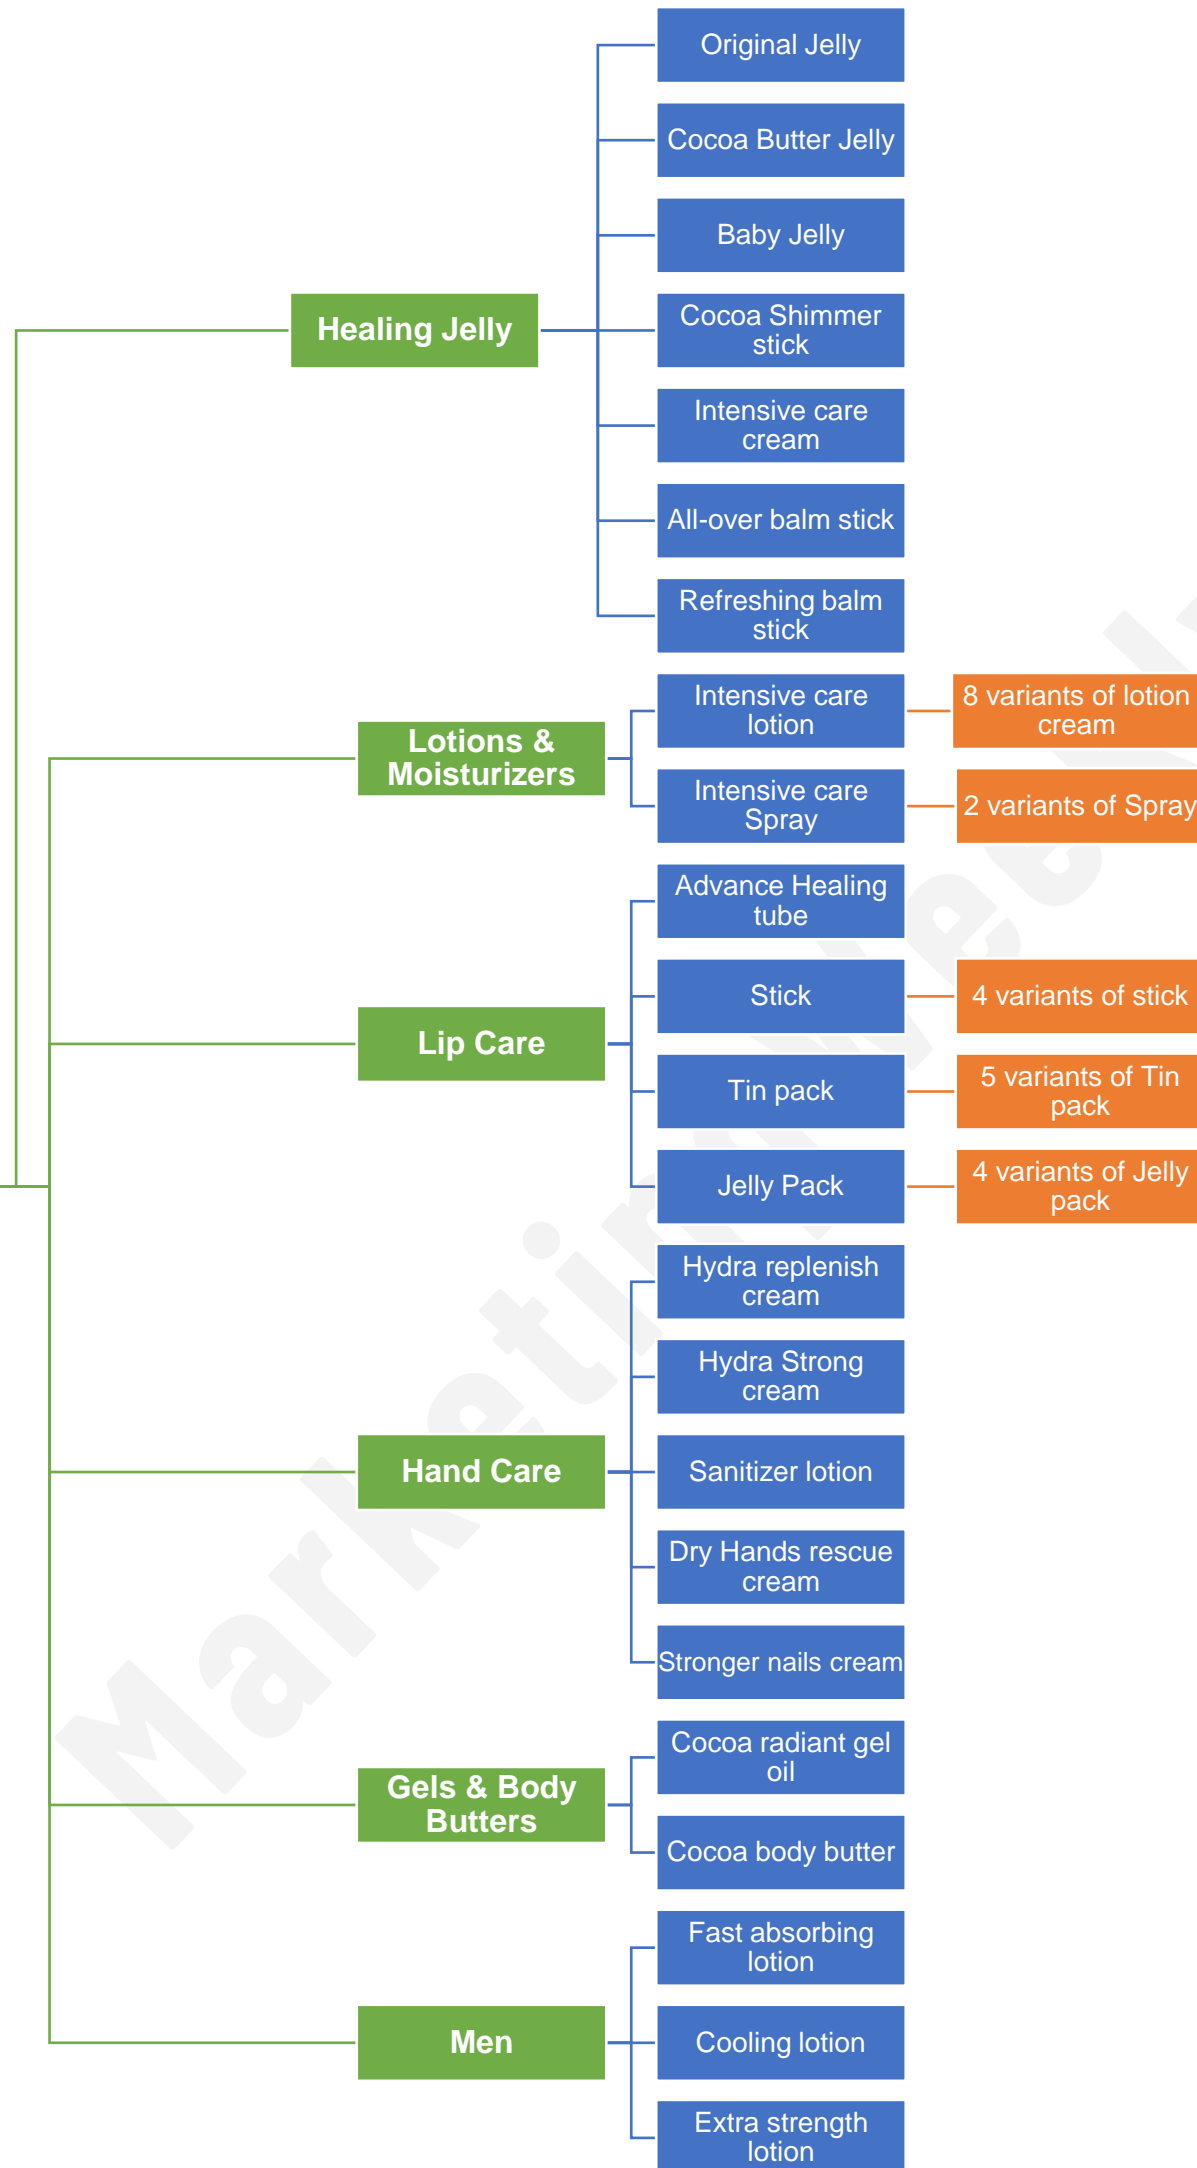 Original Jelly
Cocoa Butter Jelly
Baby Jelly
Healing Jelly
Cocoa Shimmer
stick
Intensive care
cream
All-over balm stick
Refreshing balm
stick
Lotions &
Moisturizers
Intensive care
lotion
8 variants of lotion
cream
Intensive care
Spray
2 variants of Spray
Lip Care
Advance Healing
tube
Stick
4 variants of stick
Tin pack
5 variants of Tin
pack
Jelly Pack
4 variants of Jelly
pack
Hand Care
Hydra replenish
cream
Hydra Strong
cream
Sanitizer lotion
Dry Hands rescue
cream
Stronger nails cream
Gels & Body
Butters
Cocoa radiant gel
oil
Cocoa body butter
Men
Fast absorbing
lotion
Cooling lotion
Extra strength
lotion